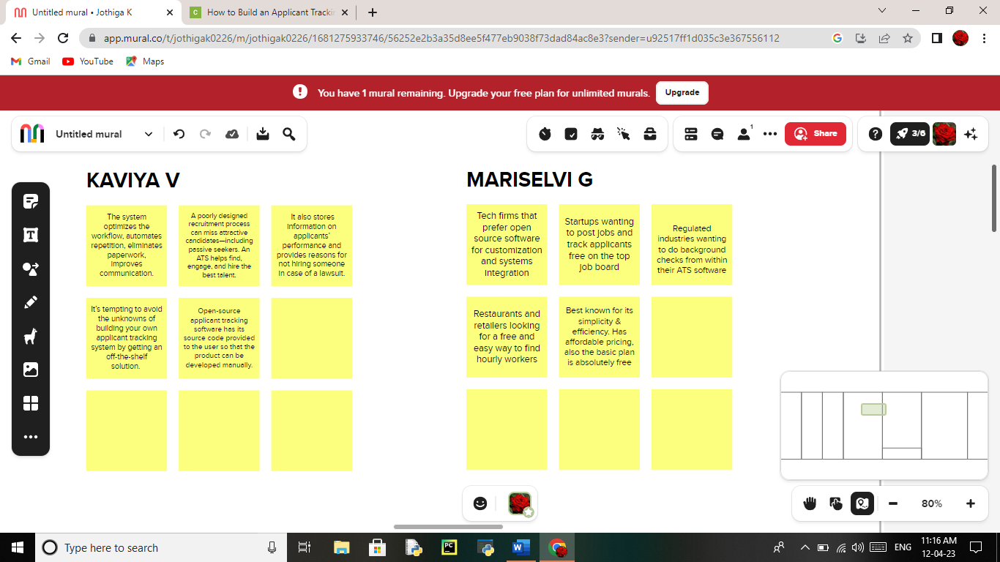 Untitled mural • Jothiga K
How to Build an Applicant Tracki
app.mural.co/t/jothigak0226/m/jothigak0226/1681275933746/56252e2b3a35d8ee5f477eb9038f73dad84ac8e3?sender=u92517ff1d035c3e367556112
Gmail
YouTube
Maps
You have 1 mural remaining. Upgrade your free plan for unlimited murals.
Upgrade
Untitled mural
1
Share
3/6
KAVIYA V
The system
optimizes the
workflow, automates
repetition, eliminates
paperwork,
improves
communication.
A poorly designed
recruitment process
can miss attractive
candidates—including
passive seekers. An
ATS helps find,
engage, and hire the
best talent.
It also stores
information on
applicants'
performance and
provides reasons for
not hiring someone
in case of a lawsuit.
It's tempting to avoid
the unknowns of
building your own
applicant tracking
system by getting an
off-the-shelf
solution.
Open-source
applicant tracking
software has its
source code provided
to the user so that the
product can be
developed manually.
MARISELVI G
Tech firms that
prefer open
source software
for customization
and systems
integration
Startups wanting
to post jobs and
track applicants
free on the top
job board
Regulated
industries wanting
to do background
checks from within
their ATS software
Restaurants and
retailers looking
for a free and
easy way to find
hourly workers
Best known for its
simplicity &
efficiency. Has
affordable pricing,
also the basic plan
is absolutely free
80%
Type here to search
ENG
11:16 AM
12-04-23